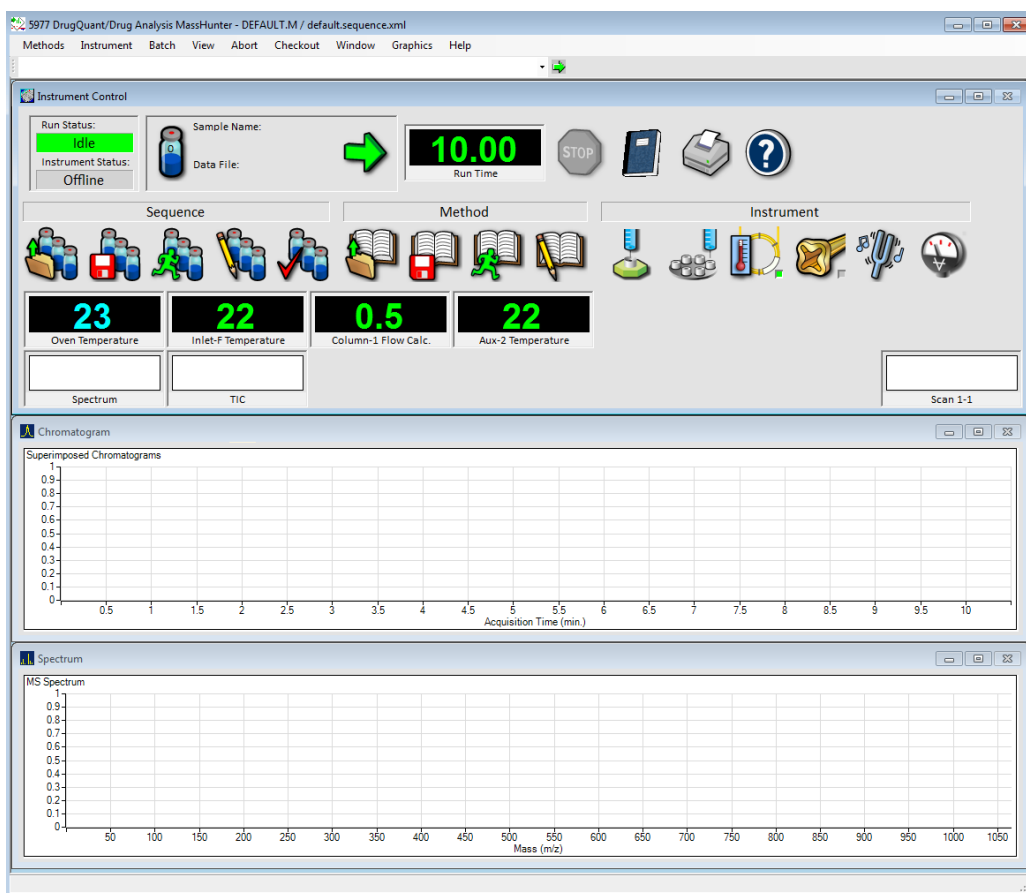 5977 DrugQuant/Drug Analysis MassHunter - DEFAULT.M / default.sequence.xml
Methods Instrument Batch View Abort Checkout Window Graphics Help
Instrument Control
Run Status:
Idle
Instrument Status:
Offline
0
Sample Name:
Data File:
10.00
Run Time
STOP
?
Sequence Method Instrument
23 22 0.5 22
Oven Temperature Inlet-F Temperature Column-1 Flow Calc. Aux-2 Temperature
Spectrum TIC Scan 1-1
Chromatogram
Superimposed Chromatograms
1
0.9
0.8
0.7
0.6
0.5
0.4
0.3
0.2
0.1
0
0.5 1 1.5 2 2.5 3 3.5 4 4.5 5 5.5 6 6.5 7 7.5 8 8.5 9 9.5 10
Acquisition Time (min.)
Spectrum
MS Spectrum
1
0.9
0.8
0.7
0.6
0.5
0.4
0.3
0.2
0.1
0
50 100 150 200 250 300 350 400 450 500 550 600 650 700 750 800 850 900 950 1000 1050
Mass (m/z)